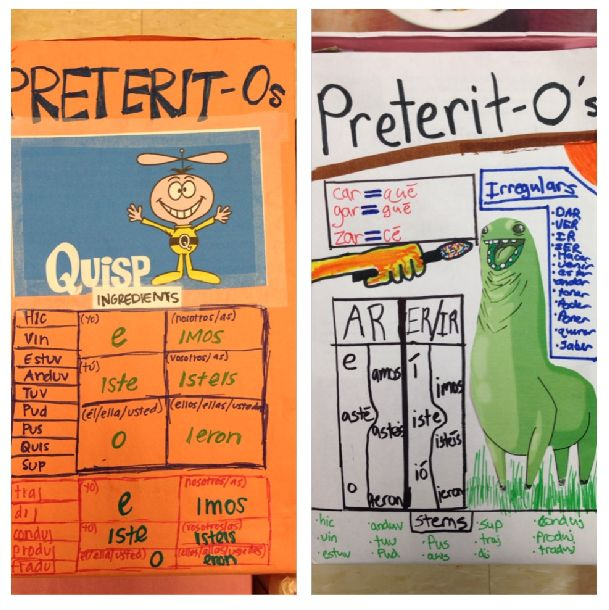 PRETERIT-Os
QUISP
INGREDIENTS
Hic
Vin
Estuv
Anduv
Tuv
Pud
Pus
Quis
Sup
(yo)
e
(nosotros/as)
imos
(tú)
iste
(vosotros/as)
isteis
(él/ella/usted)
o
(ellos/ellas/ustedes)
ieron
traj
dij
conduj
produj
traduj
(yo)
e
(nosotros/as)
imos
(tú)
iste
(vosotros/as)
isteis
(el/ella/usted)
o
(ellos/ellas/ustedes)
eron
Preterit-O's
car=qué
gar=gué
zar=cé
Irregulars
·DAR
·VER
·IR
·SER
·Hacer
·venir
·estar
·andar
·tener
·Poder
·Poner
·querer
·Saber
AR
ER/IR
é
amos
asté
asteis
o
aron
í
imos
iste
istéis
ió
ieron
Stems
·hic
·vin
·estuv
·anduv
·tuv
·Pud
·Pus
·quis
·Sup
·traj
·dij
·Conduj
·Produj
·traduj